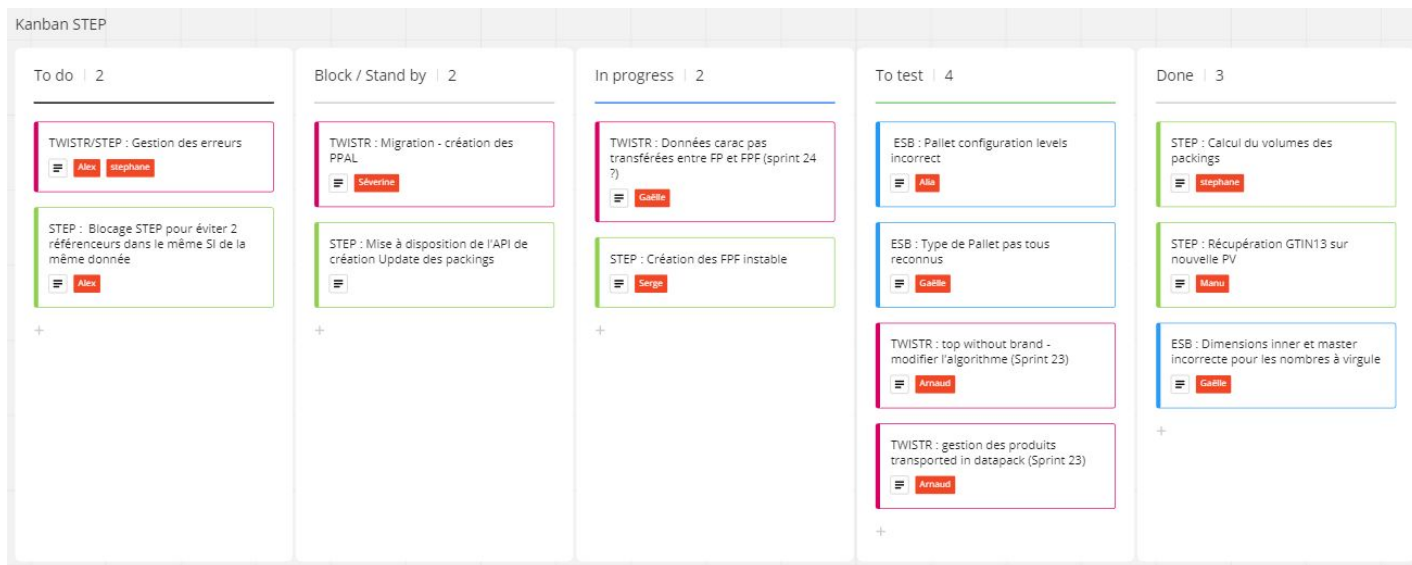 Kanban STEP
To do | 2
TWISTR/STEP : Gestion des erreurs
Alex stephane
STEP : Blocage STEP pour éviter 2
référenceurs dans le même SI de la
même donnée
Alex
+
Block / Stand by | 2
TWISTR : Migration - création des
PPAL
Séverine
STEP : Mise à disposition de l'API de
création Update des packings
+
In progress | 2
TWISTR : Données carac pas
transférées entre FP et FPF (sprint 24
?)
Gaëlle
STEP : Création des FPF instable
Serge
+
To test | 4
ESB : Pallet configuration levels
incorrect
Alia
ESB : Type de Pallet pas tous
reconnus
Gaëlle
TWISTR : top without brand -
modifier l'algorithme (Sprint 23)
Arnaud
TWISTR : gestion des produits
transported in datapack (Sprint 23)
Arnaud
+
Done | 3
STEP : Calcul du volumes des
packings
stephane
STEP : Récupération GTIN13 sur
nouvelle PV
Manu
ESB : Dimensions inner et master
incorrecte pour les nombres à virgule
Gaëlle
+